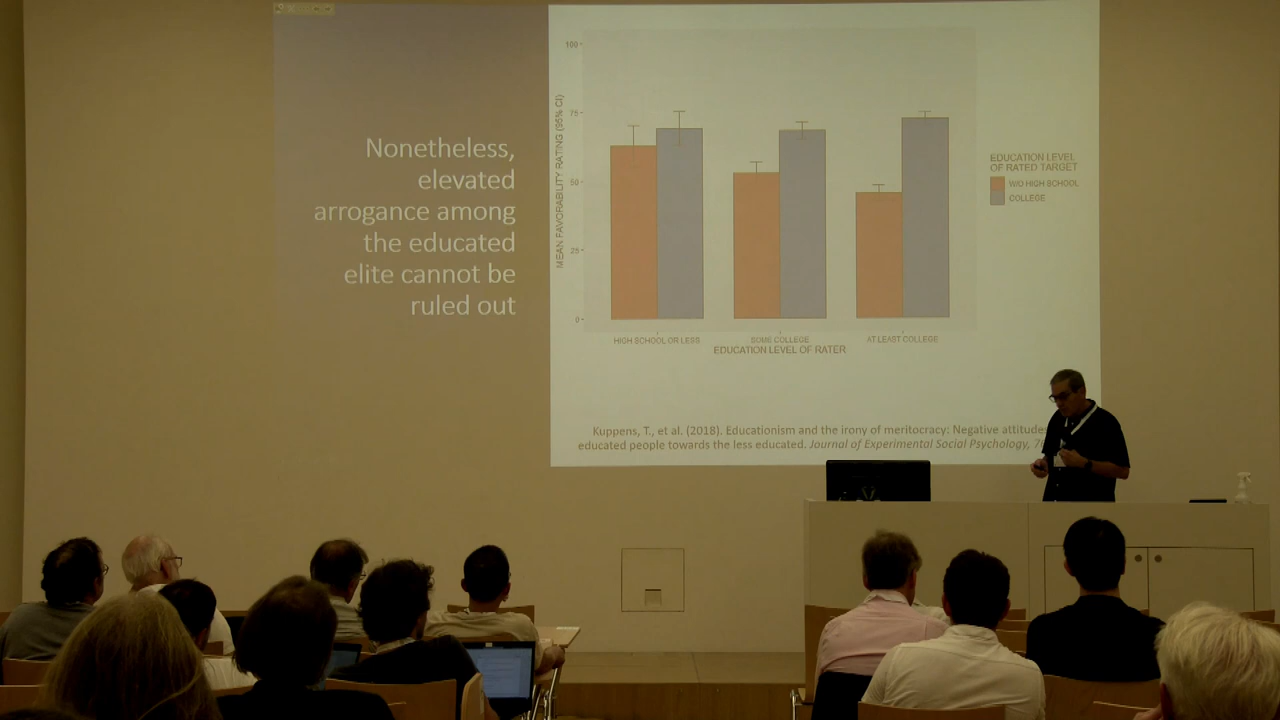 Nonetheless,
elevated
arrogance among
the educated
elite cannot be
ruled out
100
75
50
25
0
MEAN FAVORABILITY RATING (95% CI)
HIGH SCHOOL OR LESS
SOME COLLEGE
AT LEAST COLLEGE
EDUCATION LEVEL OF RATER
EDUCATION LEVEL
OF RATED TARGET
W/O HIGH SCHOOL
COLLEGE
Kuppens, T., et al. (2018). Educationism and the irony of meritocracy: Negative attitudes
educated people towards the less educated. Journal of Experimental Social Psychology,